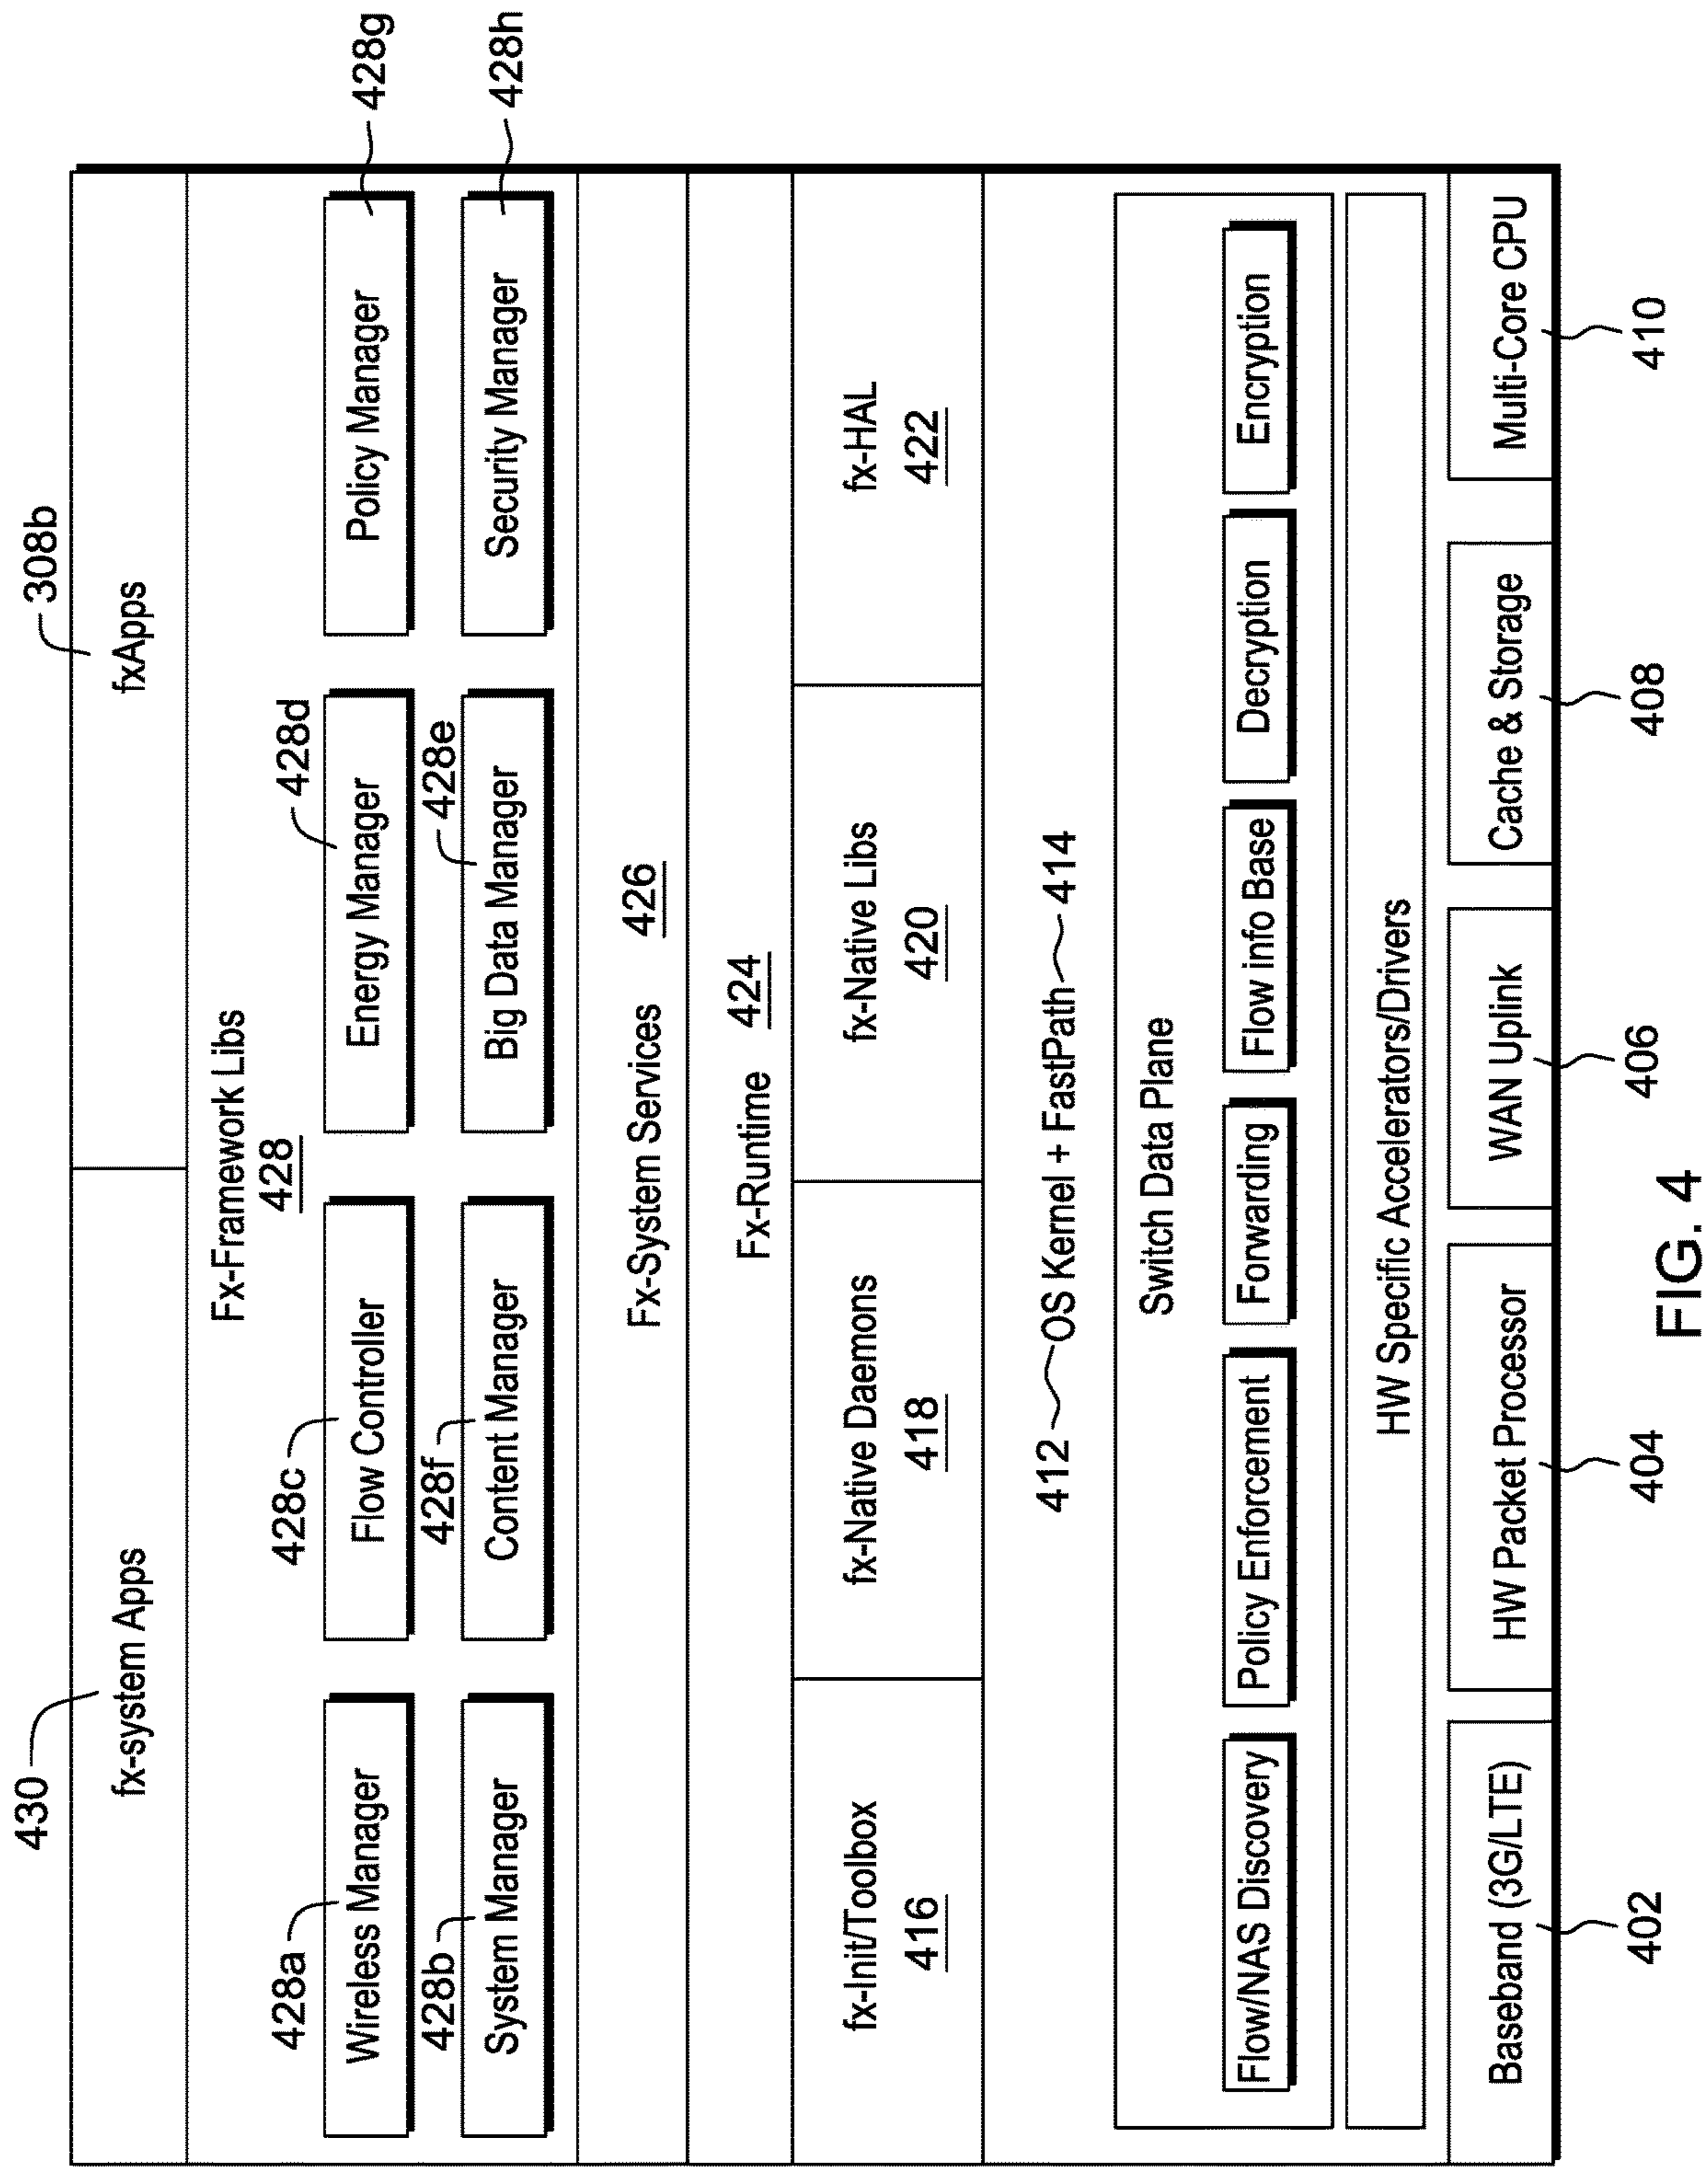 430
308b
fx-system Apps
fxApps
Fx-Framework Libs
428
428a
428c
428d
428g
Wireless Manager
Flow Controller
Energy Manager
Policy Manager
428b
428f
428e
428h
System Manager
Content Manager
Big Data Manager
Security Manager
Fx-System Services 426
Fx-Runtime 424
fx-Init/Toolbox
416
fx-Native Daemons
418
fx-Native Libs
420
fx-HAL
422
412 OS Kernel + FastPath 414
Switch Data Plane
Flow/NAS Discovery
Policy Enforcement
Forwarding
Flow info Base
Decryption
Encryption
HW Specific Accelerators/Drivers
Baseband (3G/LTE)
HW Packet Processor
WAN Uplink
Cache & Storage
Multi-Core CPU
402
404
406
408
410
FIG. 4